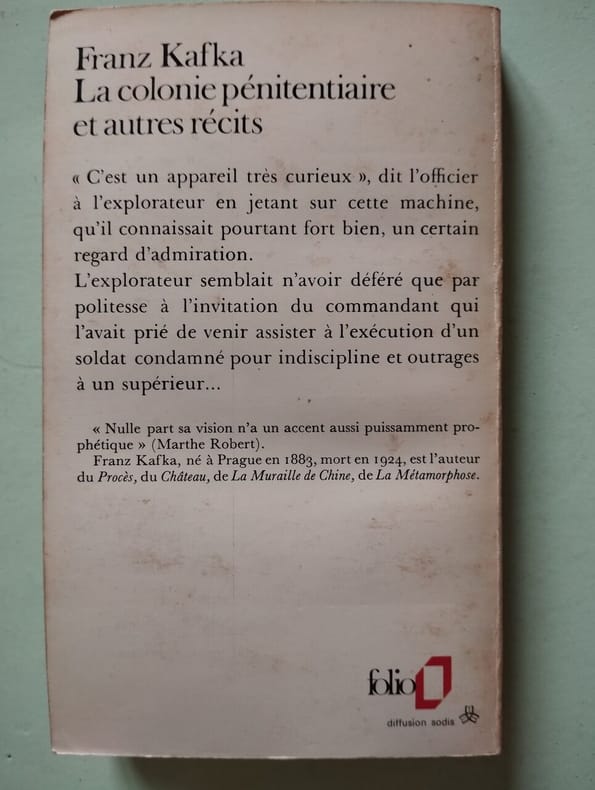 Franz Kafka
La colonie pénitentiaire
et autres récits
« C'est un appareil très curieux », dit l'officier
à l'explorateur en jetant sur cette machine,
qu'il connaissait pourtant fort bien, un certain
regard d'admiration.
L'explorateur semblait n'avoir déféré que par
politesse à l'invitation du commandant qui
l'avait prié de venir assister à l'exécution d'un
soldat condamné pour indiscipline et outrages
à un supérieur...
« Nulle part sa vision n'a un accent aussi puissamment pro-
phétique » (Marthe Robert).
Franz Kafka, né à Prague en 1883, mort en 1924, est l'auteur
du Procès, du Château, de La Muraille de Chine, de La Métamorphose.
folio
diffusion sodis